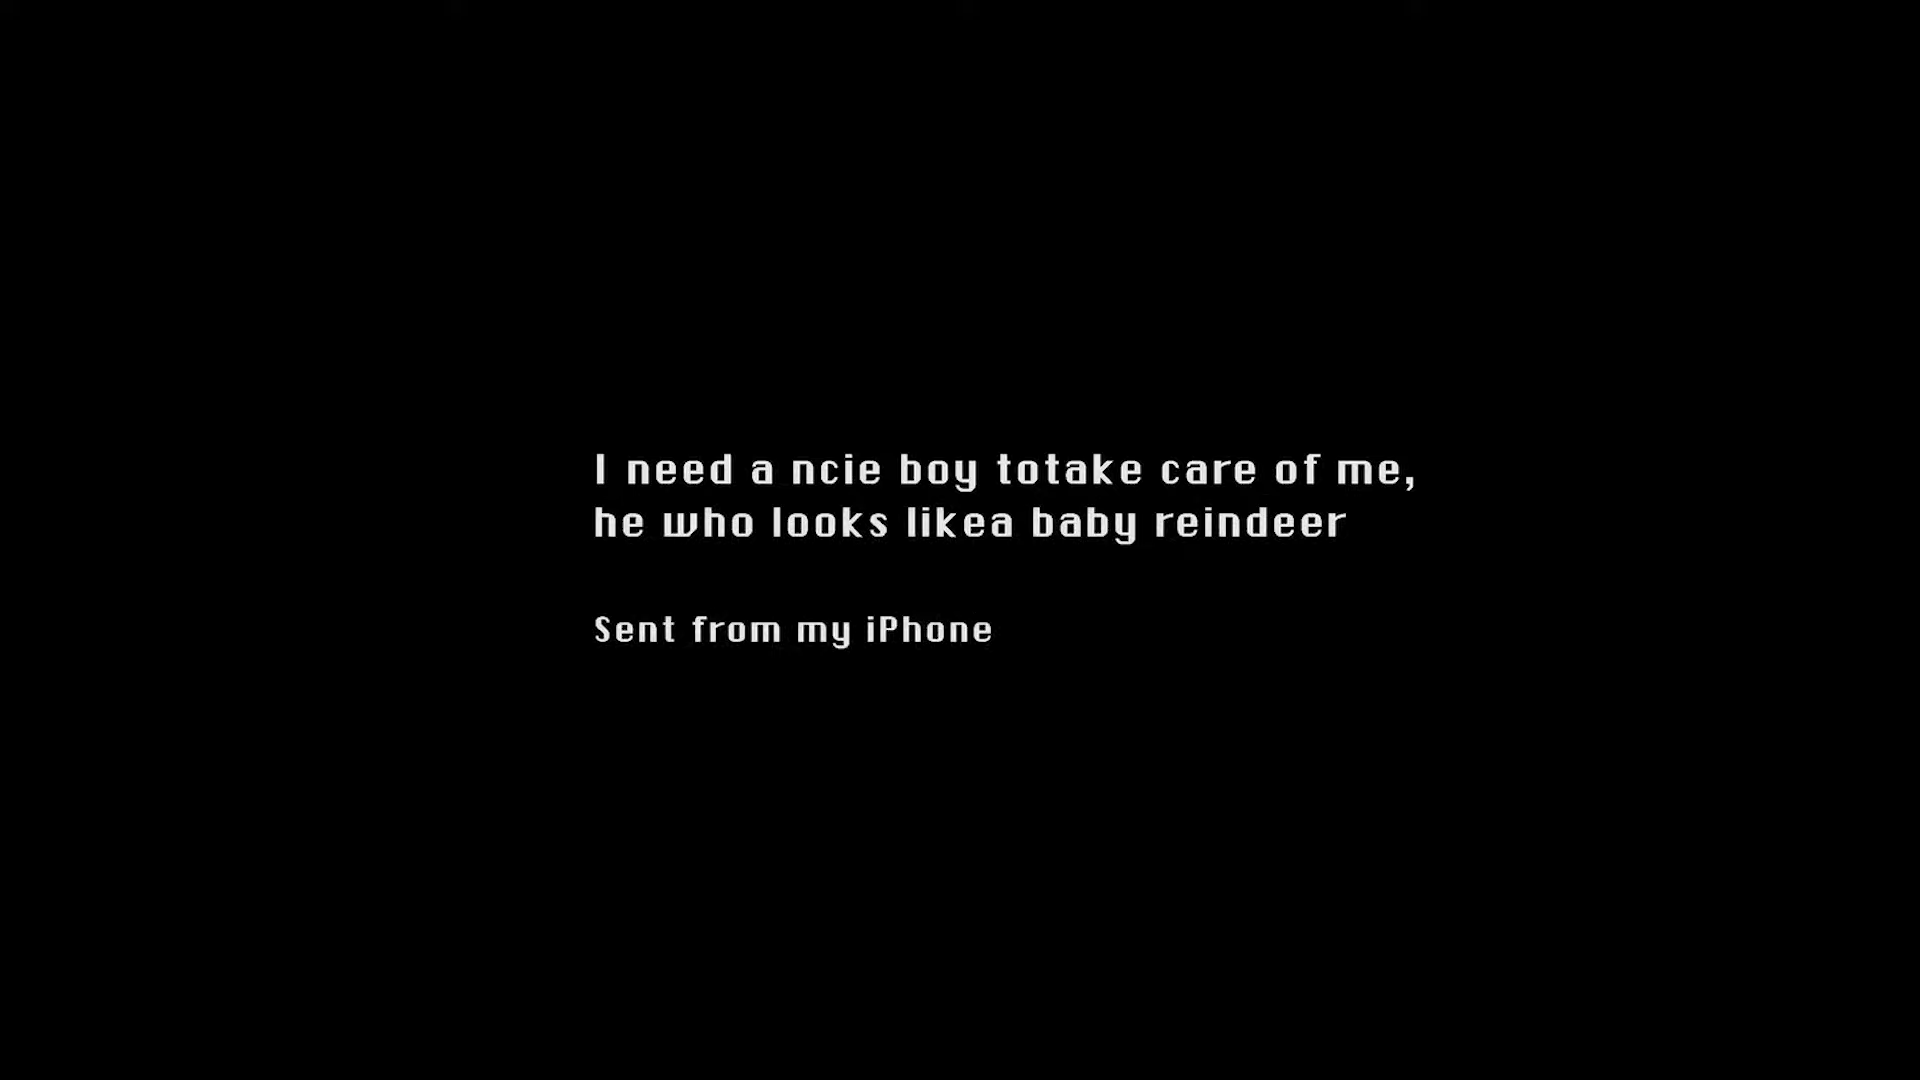 I need a ncie boy totake care of me,
he who looks likea baby reindeer
Sent from my iPhone